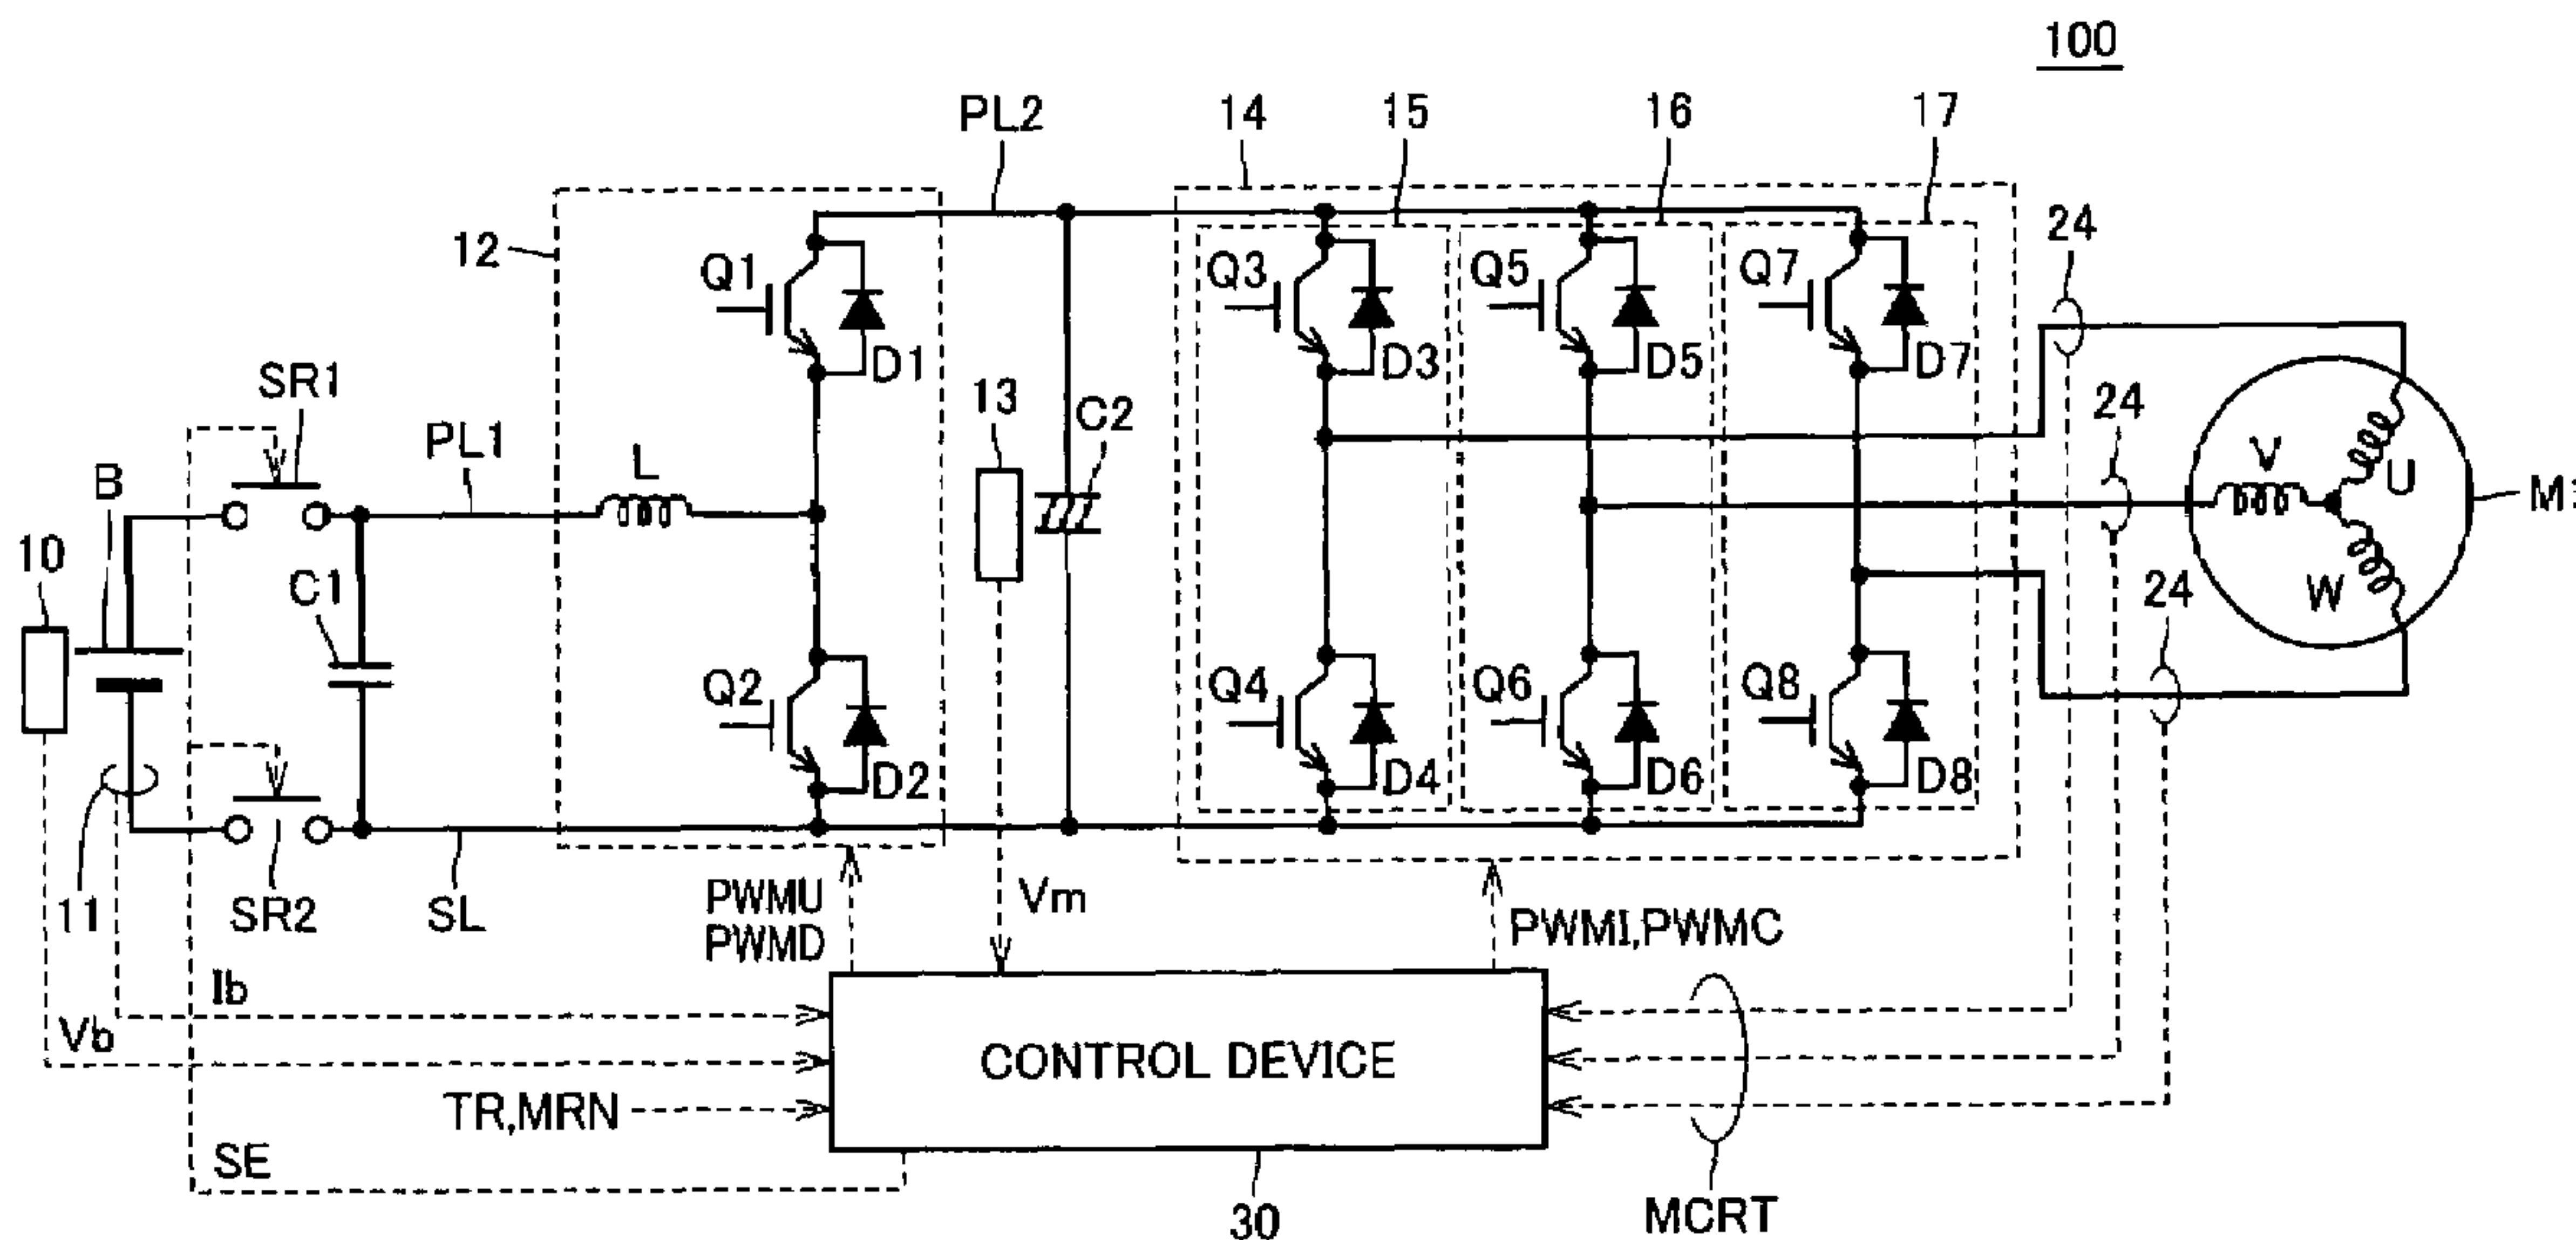 100
PL2
14
15
16
17
12
24
Q1
Q3
Q5
Q7
D1
D3
D5
D7
SR1
13
C2
24
PL1
L
V
U
B
M1
10
C1
W
24
Q2
Q4
Q6
Q8
D2
D4
D6
D8
11
SR2
SL
PWMU
PWMD
Vm
PWMI,PWMC
Ib
Vb
CONTROL DEVICE
TR,MRN
SE
30
MCRT